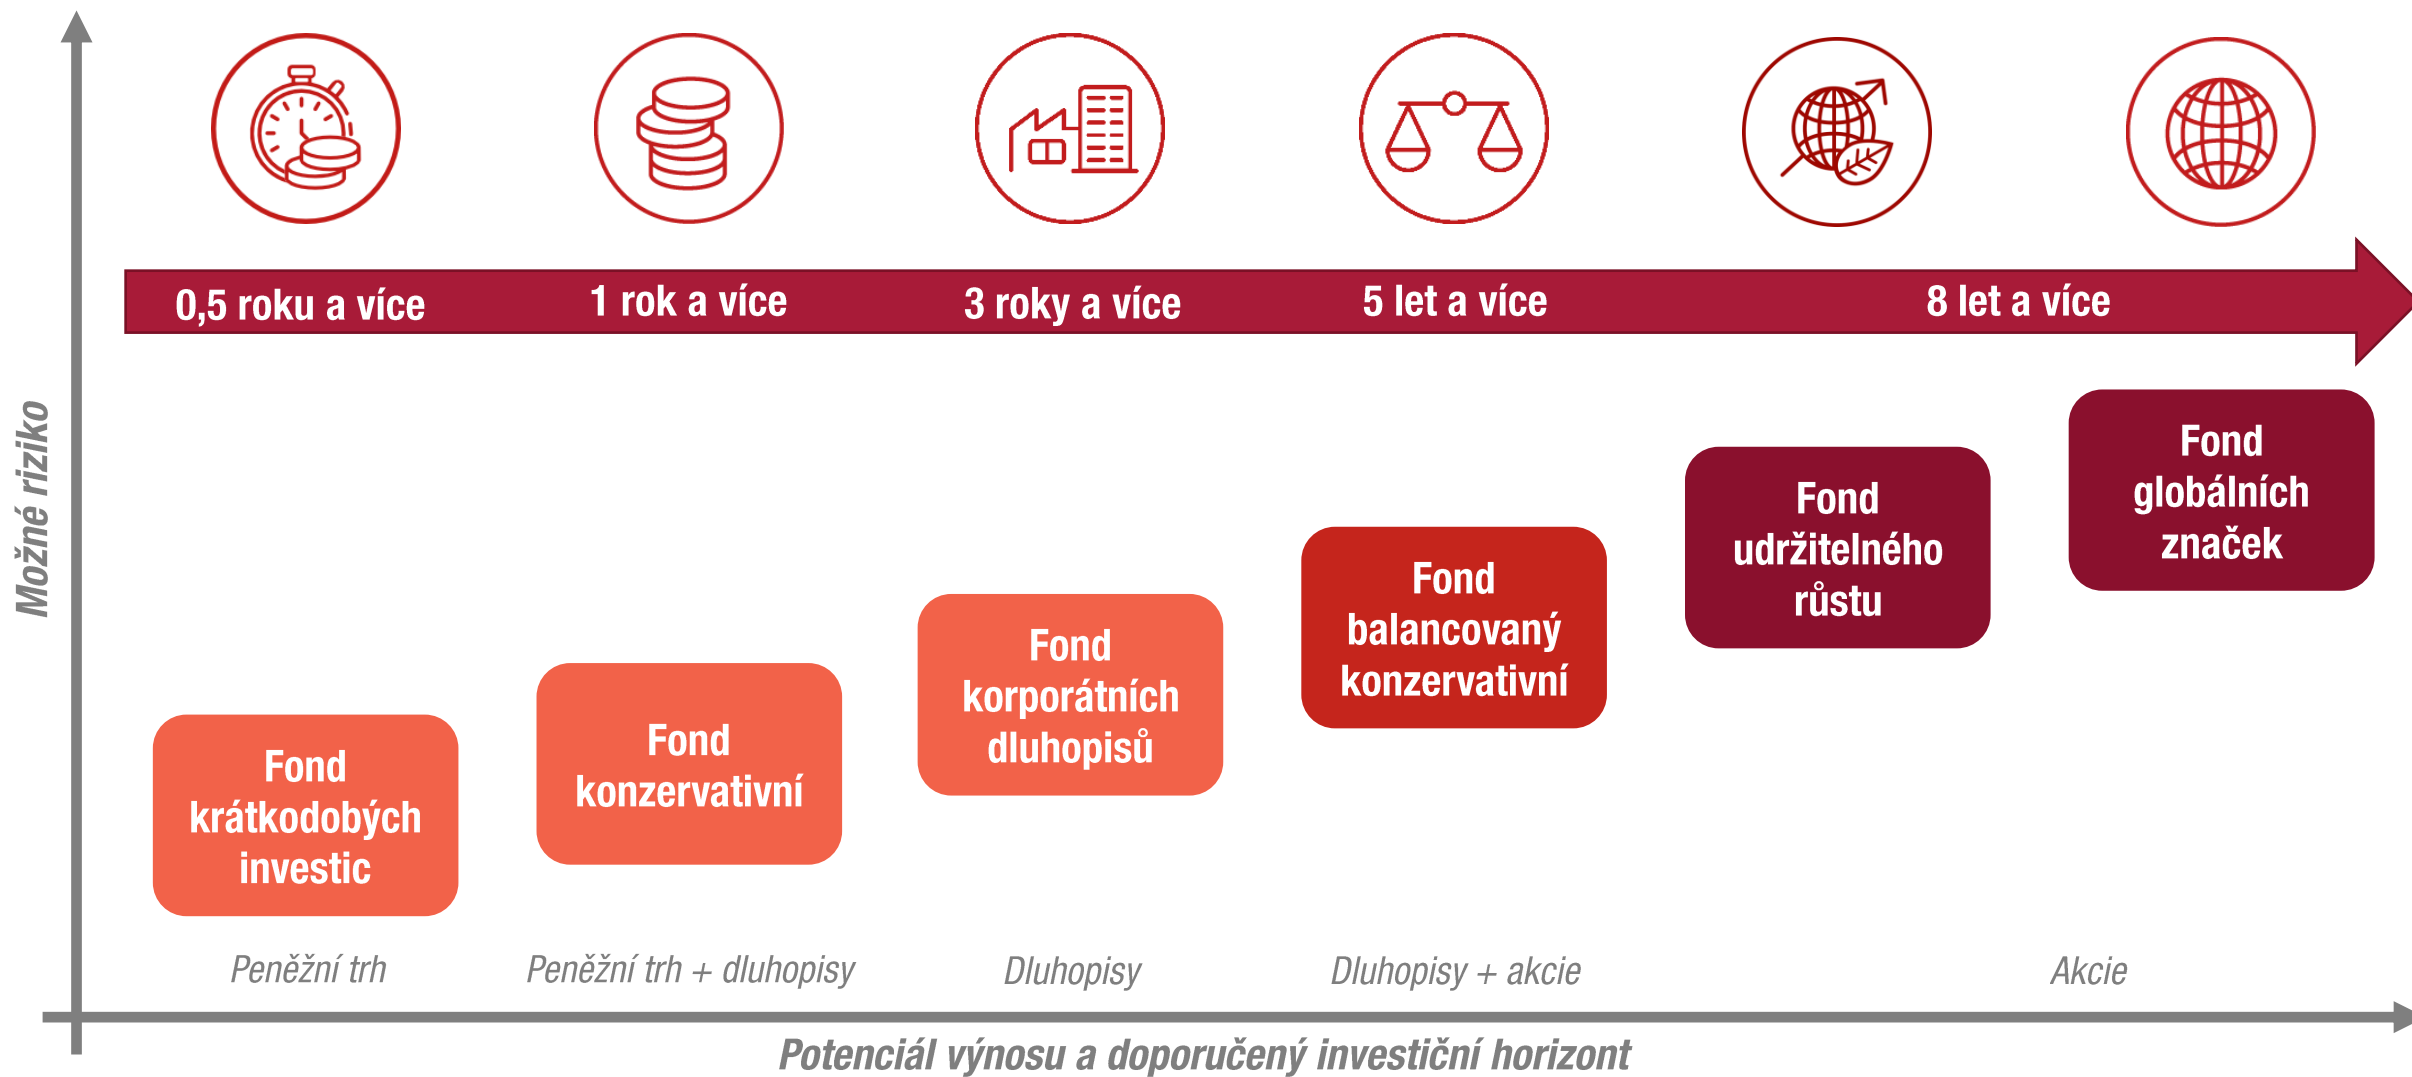 0,5 roku a více
1 rok a více
3 roky a více
5 let a více
8 let a více
Možné riziko
Fond
krátkodobých
investic
Fond
konzervativní
Fond
korporátních
dluhopisů
Fond
balancovaný
konzervativní
Fond
udržitelného
růstu
Fond
globálních
značek
Peněžní trh
Peněžní trh + dluhopisy
Dluhopisy
Dluhopisy + akcie
Akcie
Potenciál výnosu a doporučený investiční horizont